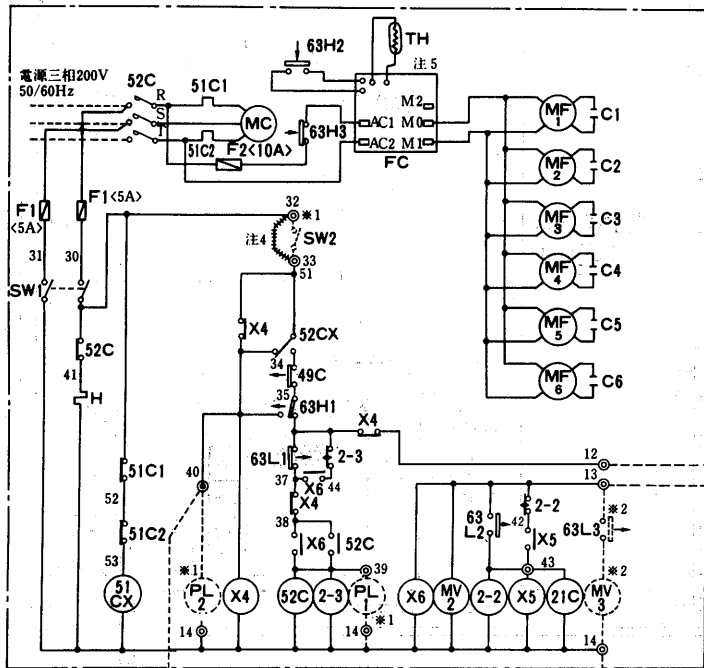 電源三相200V
50/60Hz
52C
R
S
T
51C1
51C2
MC
F2<10A>
63H2
63H3
TH
注5
AC1
AC2
M2
M0
M1
FC
MF
1
C1
MF
2
C2
MF
3
C3
MF
4
C4
MF
5
C5
MF
6
C6
F1
<5A>
F1<5A>
31
30
SW1
52C
41
H
32
※1
注4
SW2
33
51
X4
52CX
34
49C
35
63H1
X4
63L1
2-3
37
X6
44
X4
38
X6
52C
39
40
51C1
52
51C2
53
51
CX
※1
PL
2
14
X4
52C
2-3
PL
1
※1
14
12
13
63
L2
42
2-2
X5
43
※2
63L3
※2
X6
MV
2
2-2
X5
21C
MV
3
14